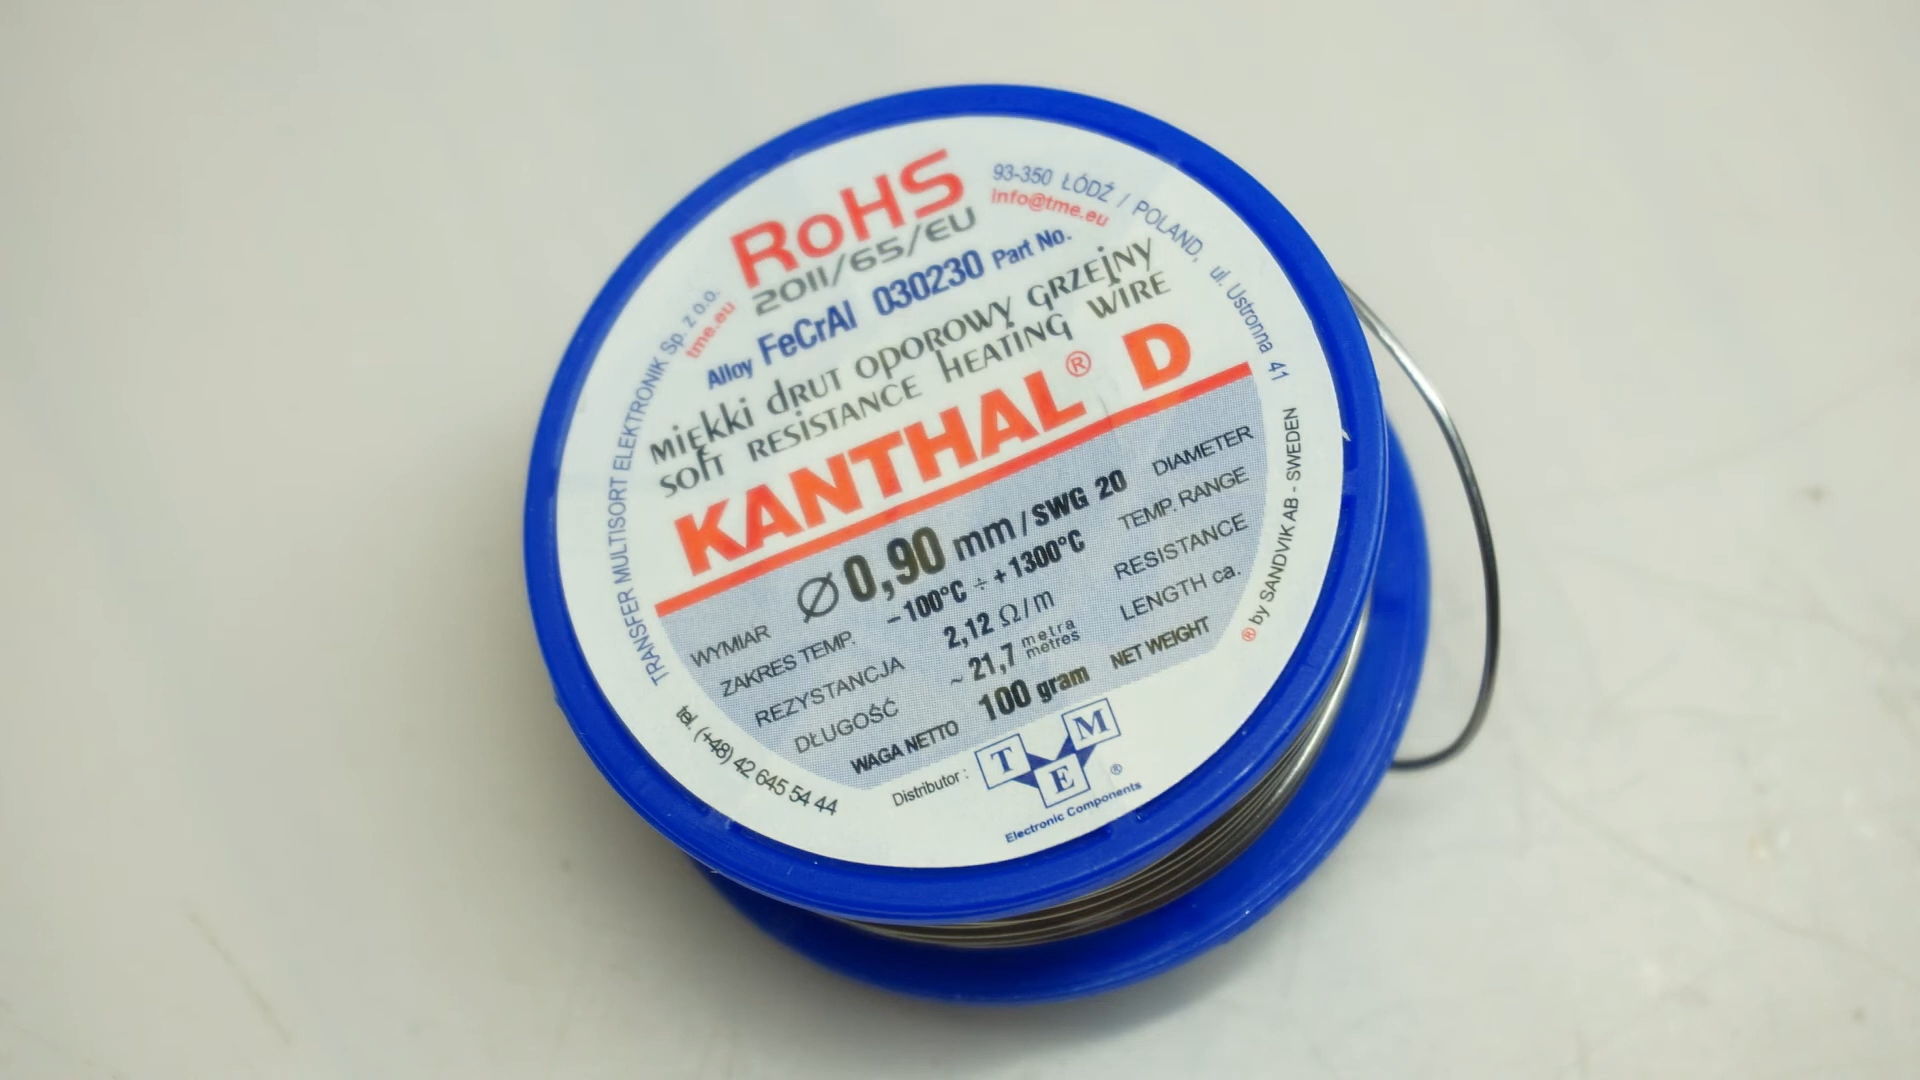 RoHS
2011/65/EU
Alloy FeCrAl 030230 Part No.
miękki drut oporowy grzejny
soft resistance heating wire
KANTHAL® D
WYMIAR Ø 0,90 mm / SWG 20 DIAMETER
ZAKRES TEMP. -100°C ÷ +1300°C TEMP. RANGE
REZYSTANCJA 2,12 Ω/m RESISTANCE
DŁUGOŚĆ ~ 21,7 metra metres LENGTH ca.
WAGA NETTO 100 gram NET WEIGHT
Distributor : TME ®
Electronic Components
TRANSFER MULTISORT ELEKTRONIK Sp. z o.o.
tme.eu
93-350 ŁÓDŹ / POLAND, ul. Ustronna 41
info@tme.eu
® by SANDVIK AB - SWEDEN
tel. (+48) 42 645 54 44